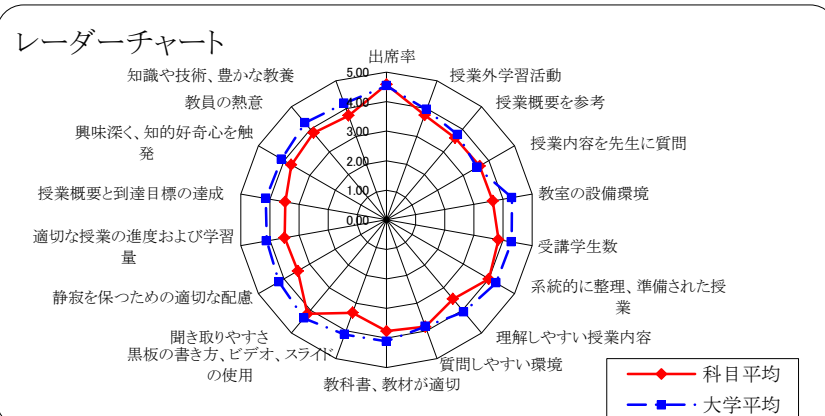 レーダーチャート
出席率
授業外学習活動
授業概要を参考
授業内容を先生に質問
教室の設備環境
受講学生数
系統的に整理、準備された授
業
理解しやすい授業内容
質問しやすい環境
教科書、教材が適切
黒板の書き方、ビデオ、スライド
の使用
聞き取りやすさ
静寂を保つための適切な配慮
適切な授業の進度および学習
量
授業概要と到達目標の達成
興味深く、知的好奇心を触
発
教員の熱意
知識や技術、豊かな教養
5.00
4.00
3.00
2.00
1.00
0.00
科目平均
大学平均